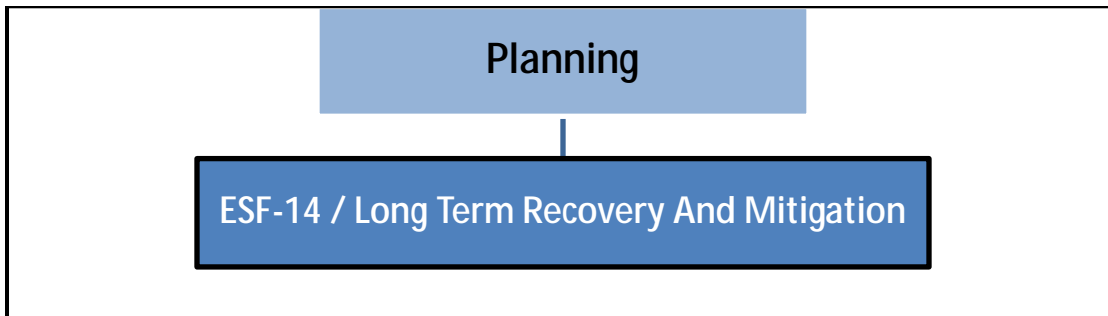 Planning
ESF-14 / Long Term Recovery And Mitigation